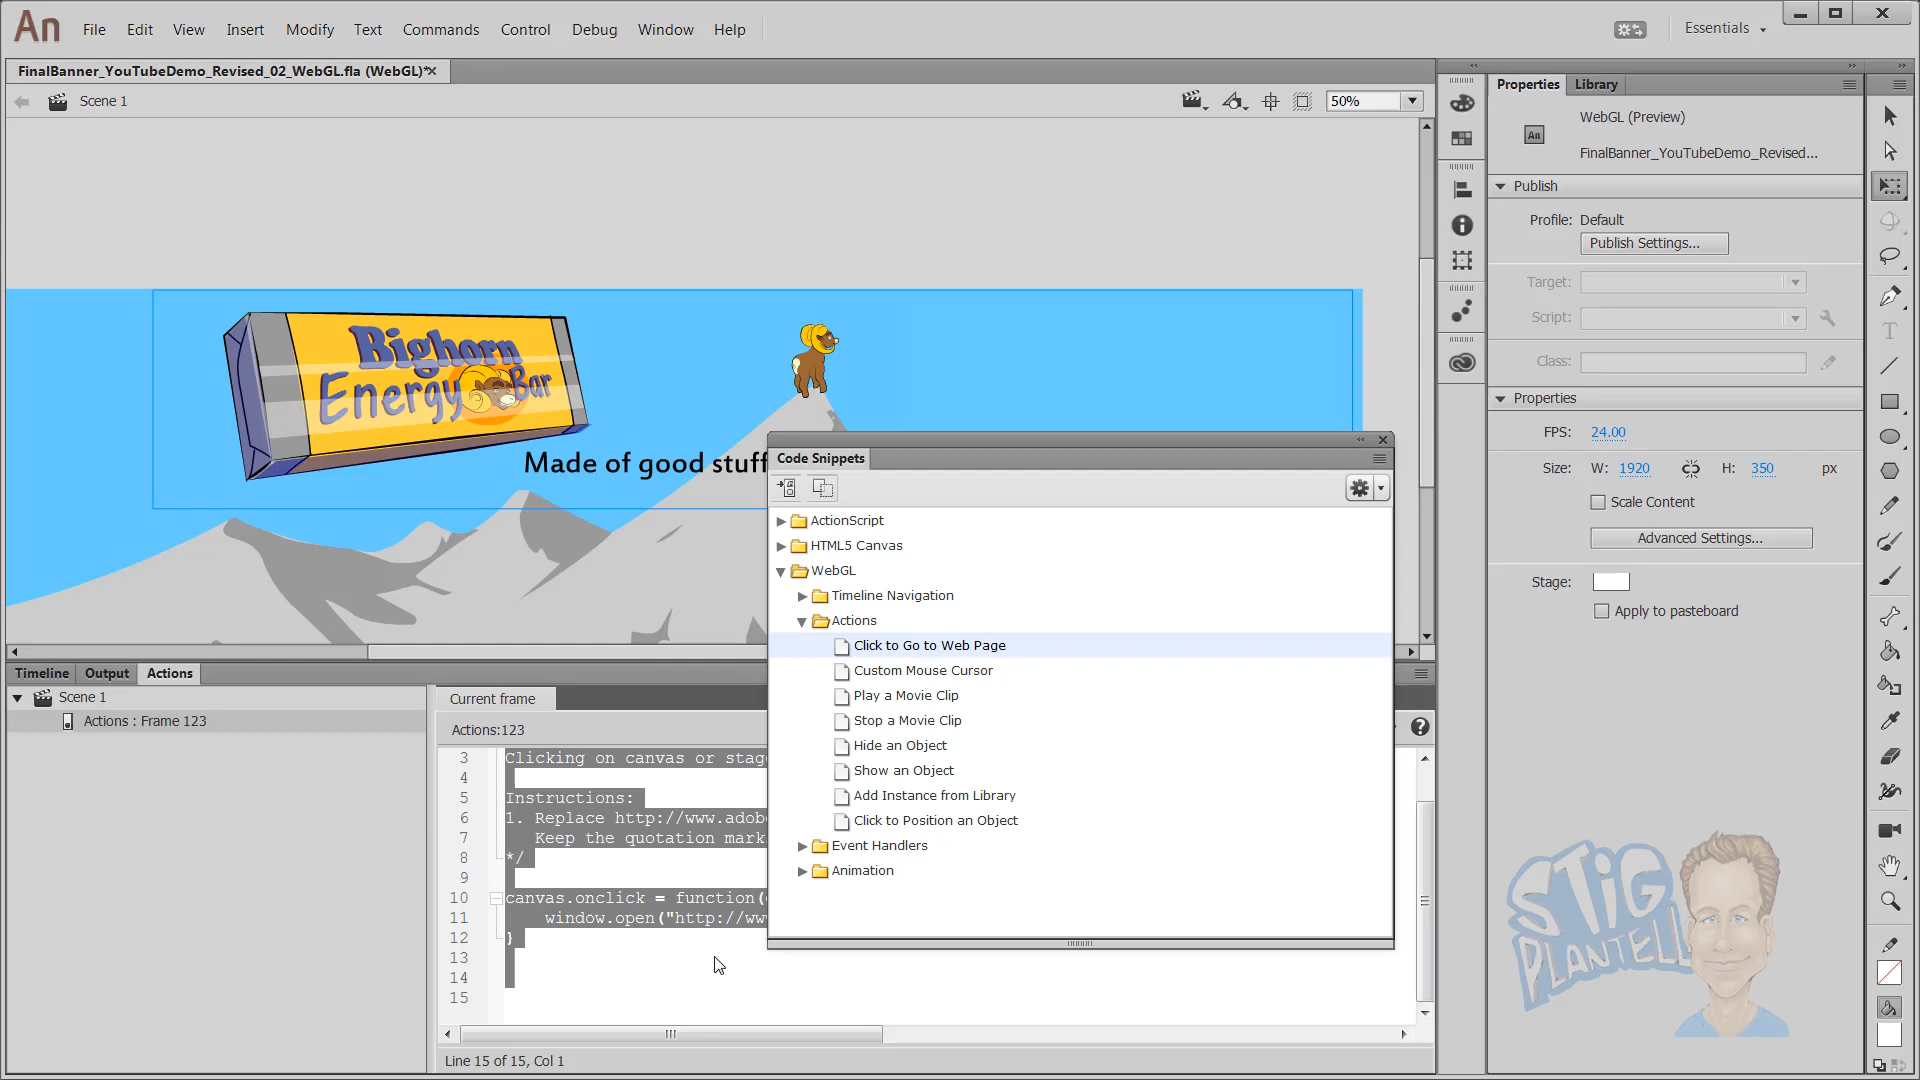 An
File Edit View Insert Modify Text Commands Control Debug Window Help
Essentials
FinalBanner_YouTubeDemo_Revised_02_WebGL.fla (WebGL)*
Scene 1
50%
Bighorn
Energy Bar
Made of good stuff
Code Snippets
ActionScript
HTML5 Canvas
WebGL
Timeline Navigation
Actions
Click to Go to Web Page
Custom Mouse Cursor
Play a Movie Clip
Stop a Movie Clip
Hide an Object
Show an Object
Add Instance from Library
Click to Position an Object
Event Handlers
Animation
Timeline Output Actions
Scene 1
Actions : Frame 123
Current frame
Actions:123
3 Clicking on canvas or stag
4
5 Instructions:
6 1. Replace http://www.adob
7 Keep the quotation mark
8 */
9
10 canvas.onclick = function(
11 window.open("http://ww
12 }
13
14
15
Line 15 of 15, Col 1
Properties Library
WebGL (Preview)
An
FinalBanner_YouTubeDemo_Revised...
Publish
Profile: Default
Publish Settings...
Target:
Script:
Class:
Properties
FPS: 24.00
Size: W: 1920 H: 350 px
Scale Content
Advanced Settings...
Stage:
Apply to pasteboard
STIG
PLANTELL